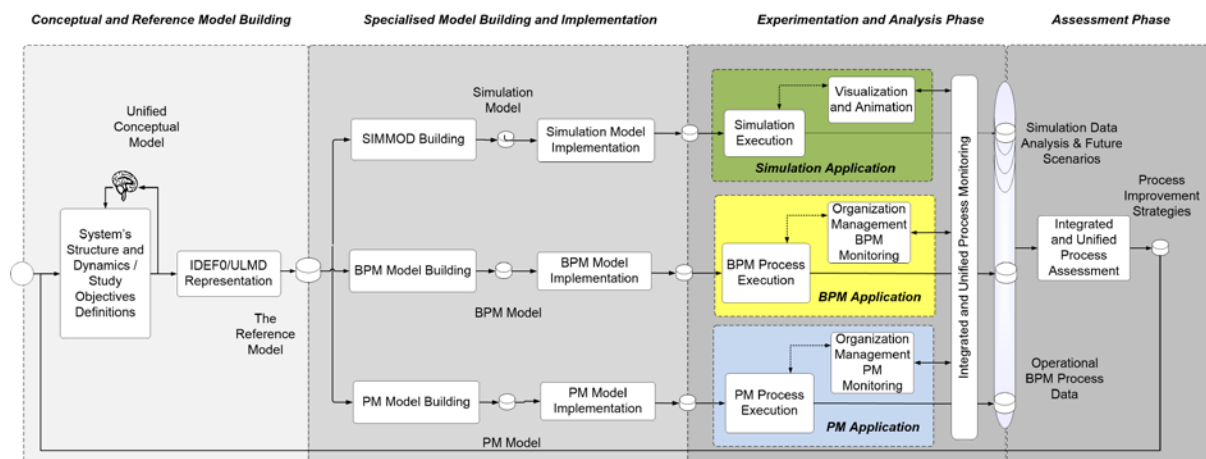 Conceptual and Reference Model Building
Specialised Model Building and Implementation
Experimentation and Analysis Phase
Assessment Phase
Unified
Conceptual
Model
System's
Structure and
Dynamics /
Study
Objectives
Definitions
IDEF0/ULMD
Representation
The
Reference
Model
Simulation
Model
SIMMOD Building
Simulation Model
Implementation
BPM Model Building
BPM Model
Implementation
BPM Model
PM Model Building
PM Model
Implementation
PM Model
Visualization
and Animation
Simulation
Execution
Simulation Application
Organization
Management
BPM
Monitoring
BPM Process
Execution
BPM Application
Organization
Management
PM
Monitoring
PM Process
Execution
PM Application
Integrated and Unified Process Monitoring
Simulation Data
Analysis & Future
Scenarios
Process
Improvement
Strategies
Integrated
and Unified
Process
Assessment
Operational
BPM Process
Data